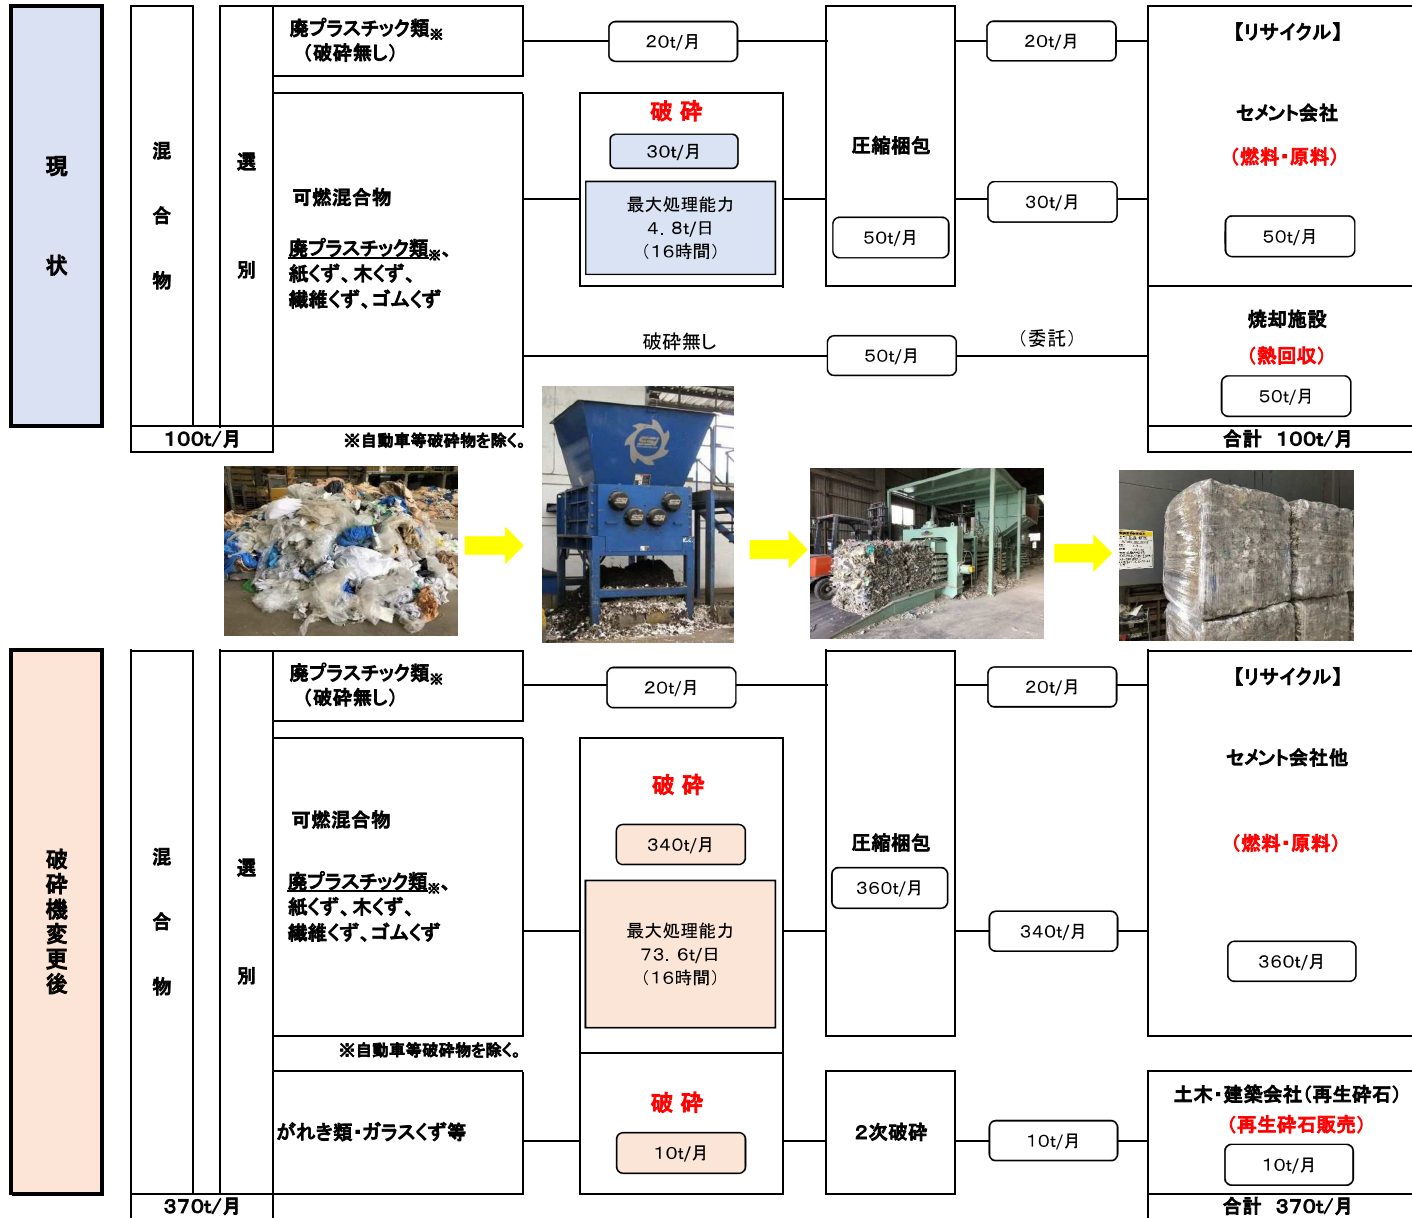 現状
混合物
選別
廃プラスチック類※
（破砕無し）
20t/月
20t/月
【リサイクル】
可燃混合物
廃プラスチック類※、
紙くず、木くず、
繊維くず、ゴムくず
破 砕
30t/月
最大処理能力
4．8t/日
（16時間）
圧縮梱包
50t/月
30t/月
セメント会社
（燃料・原料）
50t/月
破砕無し
50t/月
（委託）
焼却施設
（熱回収）
50t/月
100t/月
※自動車等破砕物を除く。
合計 100t/月
破砕機変更後
混合物
選別
廃プラスチック類※
（破砕無し）
20t/月
20t/月
【リサイクル】
可燃混合物
廃プラスチック類※、
紙くず、木くず、
繊維くず、ゴムくず
破 砕
340t/月
最大処理能力
73．6t/日
（16時間）
圧縮梱包
360t/月
340t/月
セメント会社他
（燃料・原料）
360t/月
※自動車等破砕物を除く。
がれき類・ガラスくず等
破 砕
10t/月
2次破砕
10t/月
土木・建築会社（再生砕石）
（再生砕石販売）
10t/月
370t/月
合計 370t/月